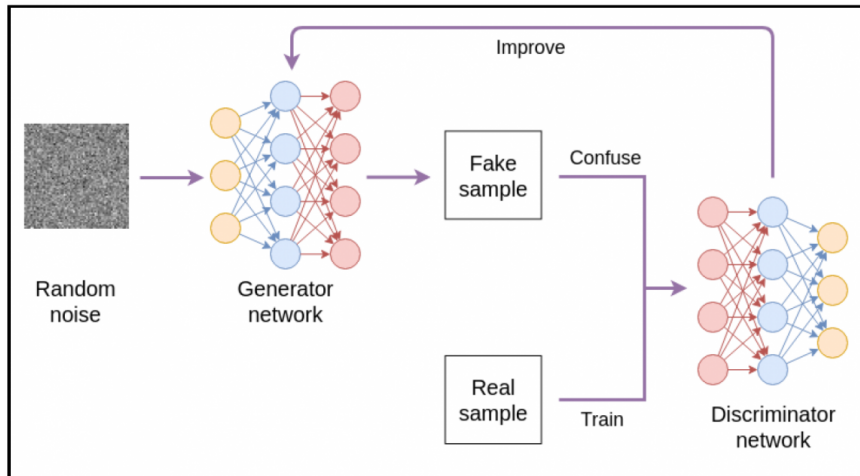 Improve
Random
noise
Generator
network
Fake
sample
Confuse
Real
sample
Train
Discriminator
network